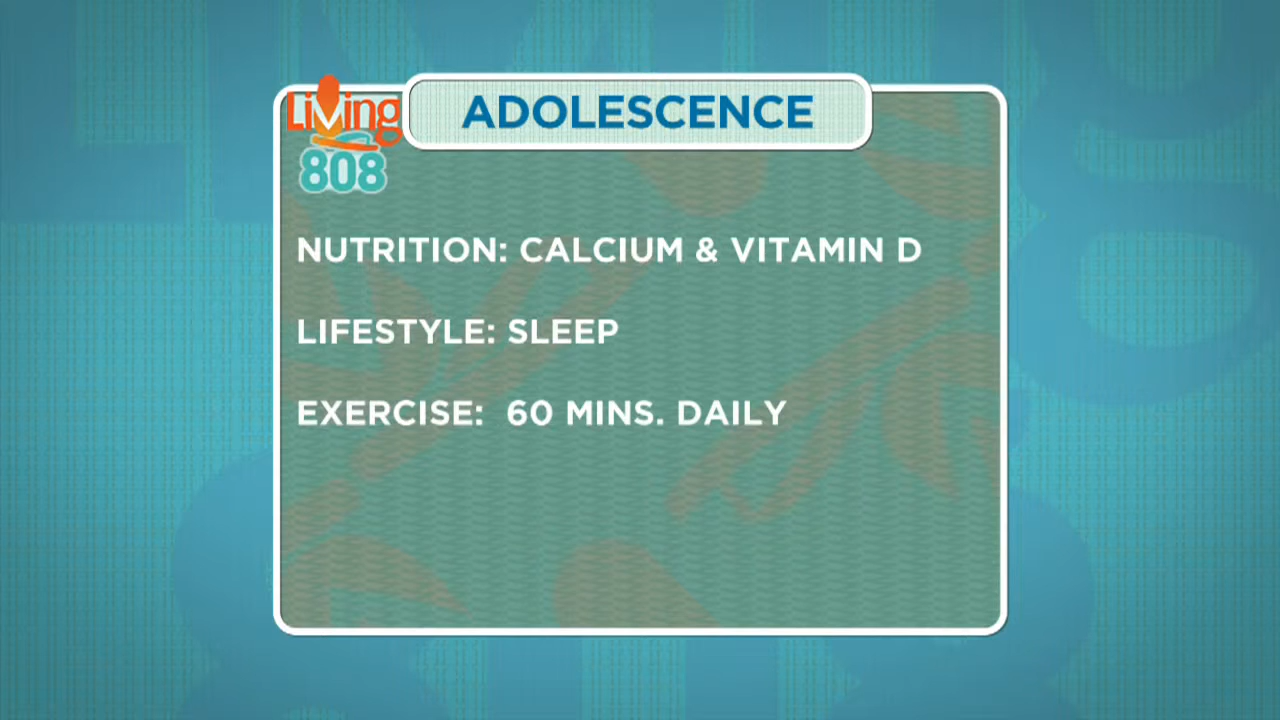 Living
808
ADOLESCENCE
NUTRITION: CALCIUM & VITAMIN D
LIFESTYLE: SLEEP
EXERCISE: 60 MINS. DAILY